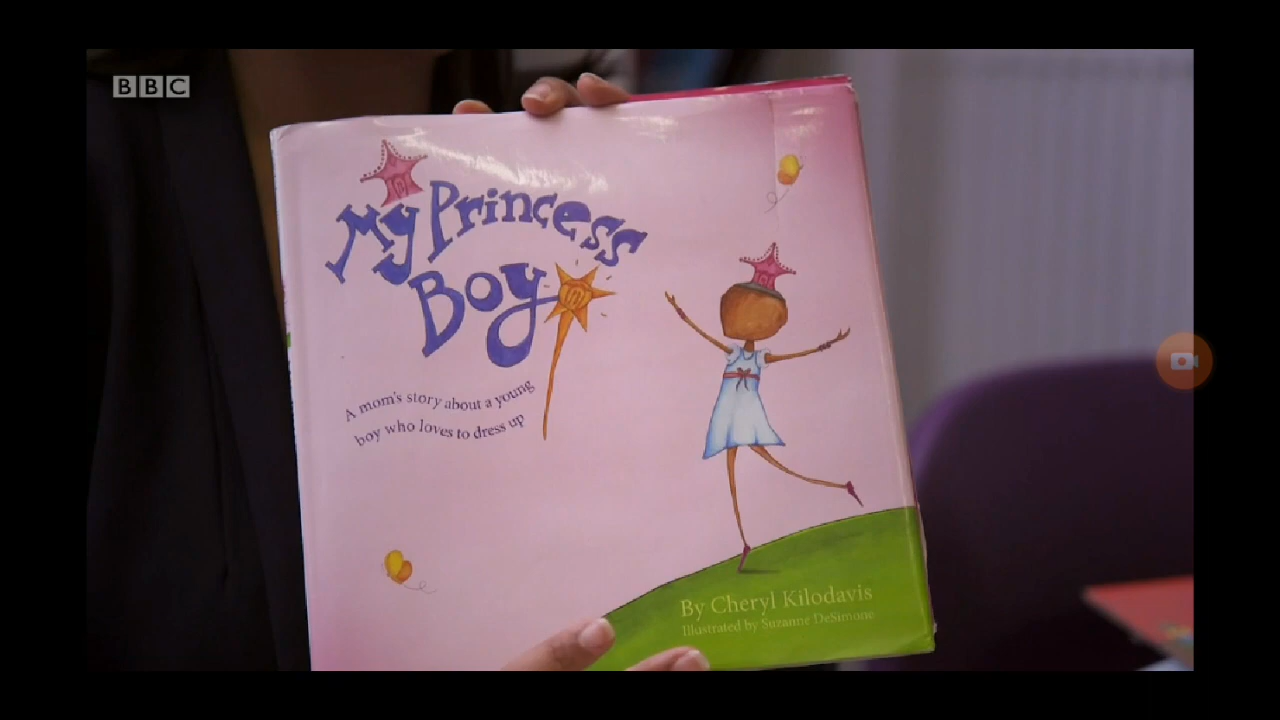 BBC
My Princess
Boy
A mom's story about a young
boy who loves to dress up
By Cheryl Kilodavis
Illustrated by Suzanne DeSimone